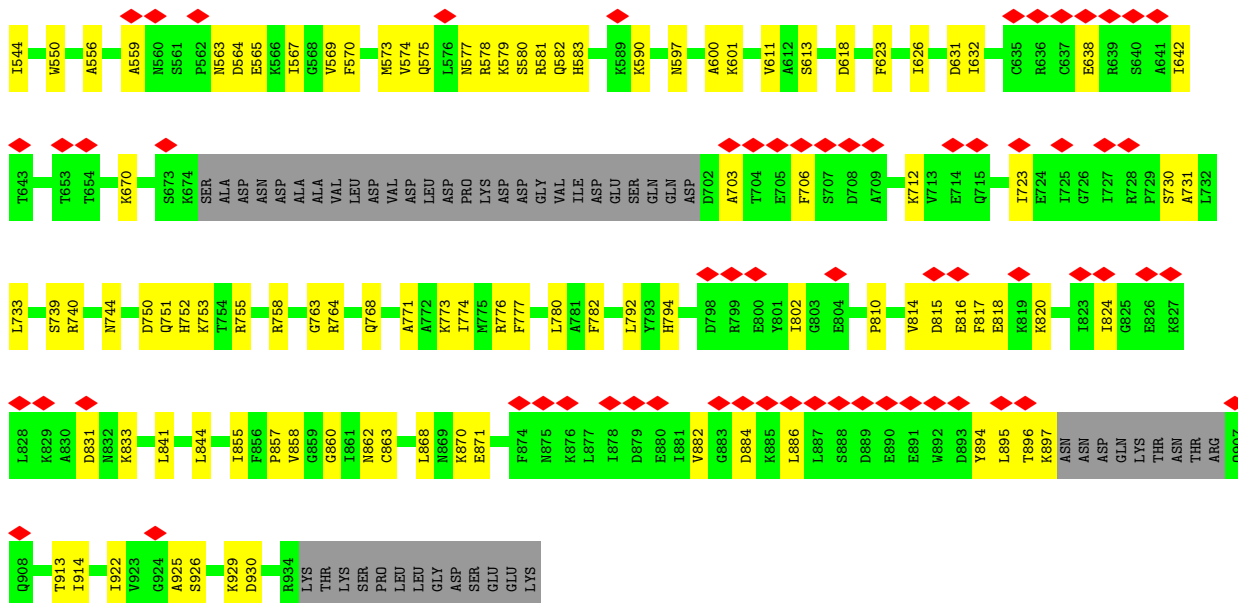 I544 W550 A556 A559 N560 S561 P562 N563 D564 E565 K566 I567 G568 V569 F570 M573 V574 Q575 L576 N577 R578 K579 S580 R581 Q582 H583 K589 K590 N597 A600 K601 V611 A612 S613 D618 F623 I626 D631 I632 C635 R636 C637 E638 R639 S640 A641 I642
T643 T653 T654 K670 S673 K674 SER ALA ASP ASN ASP ALA ALA VAL LEU ASP VAL ASP LEU ASP PRO LYS ASP ASP GLY VAL ILE ASP GLU SER GLN GLN ASP D702 A703 T704 E705 F706 S707 D708 A709 K712 V713 E714 Q715 I723 E724 I725 G726 I727 R728 P729 S730 A731 L732
L733 S739 R740 N744 D750 Q751 H752 K753 T754 R755 R758 G763 R764 Q768 A771 A772 K773 I774 M775 R776 F777 L780 A781 F782 L792 Y793 H794 D798 R799 E800 Y801 I802 G803 E804 P810 V814 D815 E816 F817 E818 K819 K820 I823 I824 G825 E826 K827
L828 K829 A830 D831 N832 K833 L841 L844 I855 F856 P857 V858 G859 G860 I861 N862 C863 L868 N869 K870 E871 F874 N875 K876 L877 I878 D879 E880 I881 V882 G883 D884 K885 L886 L887 S888 D889 E890 E891 W892 D893 Y894 L895 T896 K897 ASN ASN ASP GLN LYS THR ASN THR ARG Q907
Q908 T913 I914 I922 V923 G924 A925 S926 K929 D930 R934 LYS THR LYS SER PRO LEU LEU GLY ASP SER GLU GLU LYS